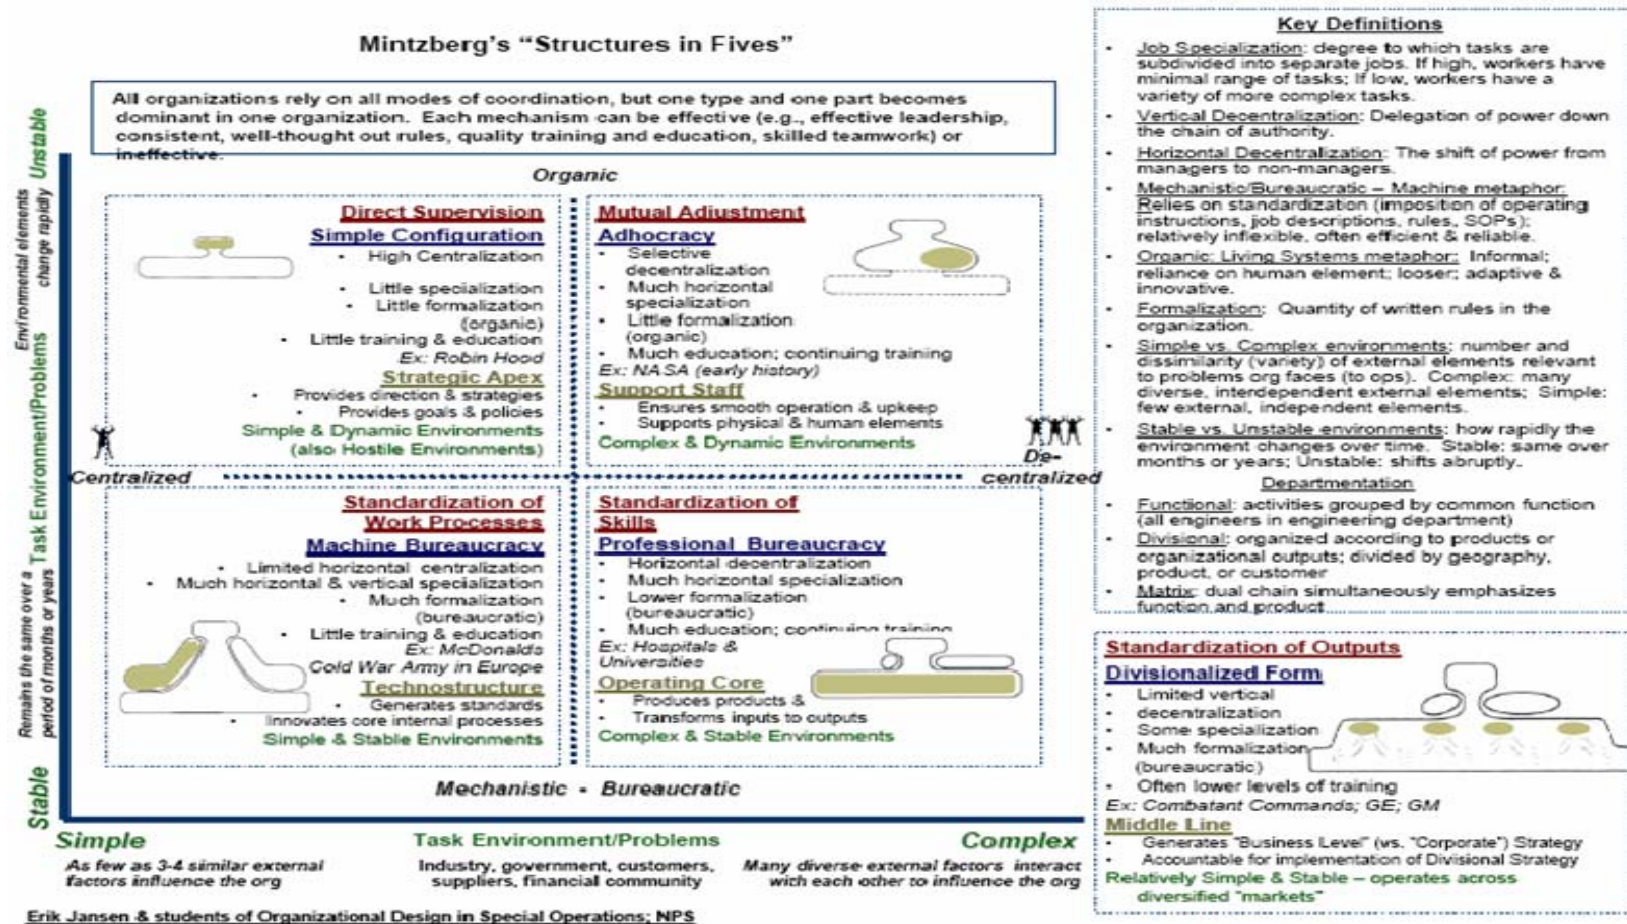 Mintzberg's "“Structures in Fives”
All organizations rely on all modes of coordination, but one type and one part becomes
dominant in one organization. Each mechanism can be effective (e.g., effective leadership,
consistent, well-thought out rules, quality training and education, skilled teamwork) or
in-effective.
Organic
Unstable
Environmental elements
change rapidly
Task Environment/Problems
Remains the same over a
period of months or years
Stable
Direct Supervision
Simple Configuration
• High Centralization
• Little specialization
• Little formalization
(organic)
• Little training & education
Ex: Robin Hood
Strategic Apex
• Provides direction & strategies
• Provides goals & policies
Simple & Dynamic Environments
(also Hostile Environments)
Mutual Adjustment
Adhocracy
• Selective
decentralization
• Much horizontal
specialization
• Little formalization
(organic)
• Much education; continuing training
Ex: NASA (early history)
Support Staff
• Ensures smooth operation & upkeep
• Supports physical & human elements
Complex & Dynamic Environments
Centralized
De-
centralized
Standardization of
Work Processes
Machine Bureaucracy
• Limited horizontal centralization
• Much horizontal & vertical specialization
• Much formalization
(bureaucratic)
• Little training & education
Ex: McDonalds
Cold War Army in Europe
Technostructure
• Generates standards
• Innovates core internal processes
Simple & Stable Environments
Standardization of
Skills
Professional Bureaucracy
• Horizontal decentralization
• Much horizontal specialization
• Lower formalization
(bureaucratic)
• Much education; continuing training
Ex: Hospitals &
Universities
Operating Core
• Produces products &
• Transforms inputs to outputs
Complex & Stable Environments
Mechanistic - Bureaucratic
Simple
As few as 3-4 similar external
factors influence the org
Task Environment/Problems
Industry, government, customers,
suppliers, financial community
Complex
Many diverse external factors interact
with each other to influence the org
Erik Jansen & students of Organizational Design in Special Operations; NPS
Key Definitions
• Job Specialization: degree to which tasks are
subdivided into separate jobs. If high, workers have
minimal range of tasks; If low, workers have a
variety of more complex tasks.
• Vertical Decentralization: Delegation of power down
the chain of authority.
• Horizontal Decentralization: The shift of power from
managers to non-managers.
• Mechanistic/Bureaucratic – Machine metaphor:
Relies on standardization (imposition of operating
instructions, job descriptions, rules, SOPs);
relatively inflexible, often efficient & reliable.
• Organic: Living Systems metaphor: Informal;
reliance on human element; looser; adaptive &
innovative.
• Formalization: Quantity of written rules in the
organization.
• Simple vs. Complex environments: number and
dissimilarity (variety) of external elements relevant
to problems org faces (to ops). Complex: many
diverse, interdependent external elements; Simple:
few external, independent elements.
• Stable vs. Unstable environments: how rapidly the
environment changes over time. Stable: same over
months or years; Unstable: shifts abruptly..
Departmentation
• Functional: activities grouped by common function
(all engineers in engineering department)
• Divisional: organized according to products or
organizational outputs; divided by geography,
product, or customer
• Matrix: dual chain simultaneously emphasizes
function and product
Standardization of Outputs
Divisionalized Form
• Limited vertical
• decentralization
• Some specialization
• Much formalization
(bureaucratic)
• Often lower levels of training
Ex: Combatant Commands; GE; GM
Middle Line
• Generates "Business Level" (vs. "Corporate") Strategy
• Accountable for implementation of Divisional Strategy
Relatively Simple & Stable – operates across
diversified "markets"